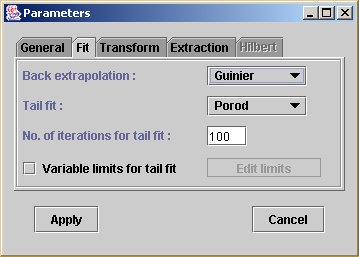 Parameters
General Fit Transform Extraction Hilbert
Back extrapolation : Guinier
Tail fit : Porod
No. of iterations for tail fit : 100
Variable limits for tail fit Edit limits
Apply Cancel